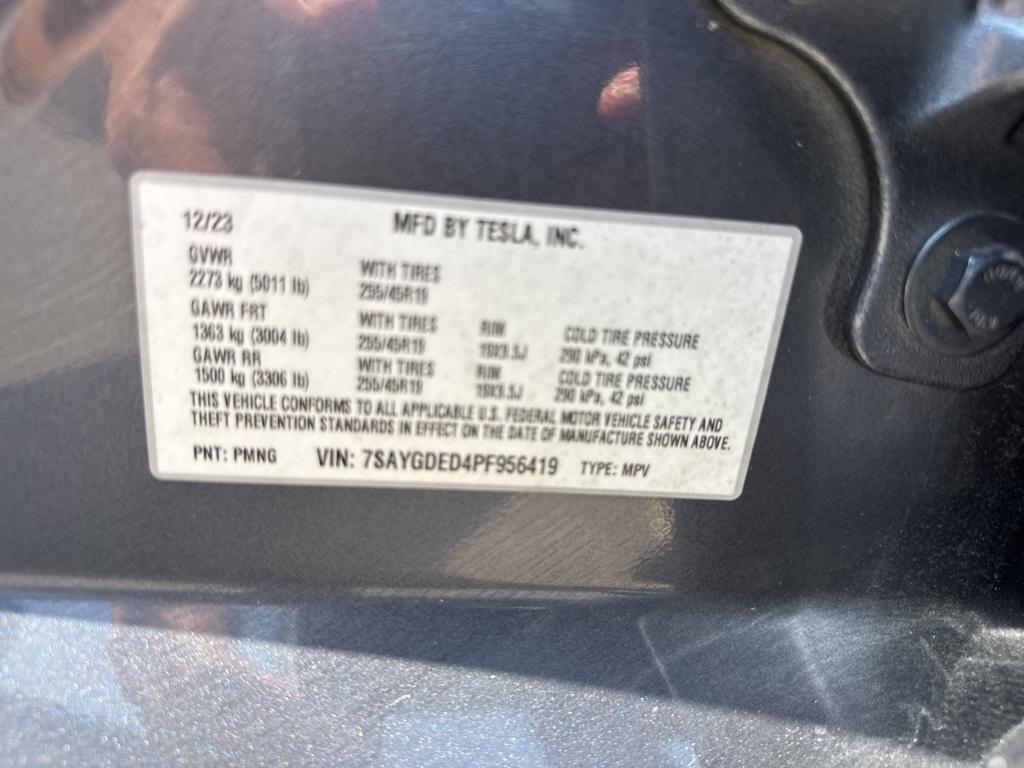 12/23 MFD BY TESLA, INC.
GVWR WITH TIRES
2273 kg (5011 lb) 255/45R19
GAWR FRT WITH TIRES RIM COLD TIRE PRESSURE
1363 kg (3004 lb) 255/45R19 19X9.5J 290 kPa, 42 psi
GAWR RR WITH TIRES RIM COLD TIRE PRESSURE
1500 kg (3306 lb) 255/45R19 19X9.5J 290 kPa, 42 psi
THIS VEHICLE CONFORMS TO ALL APPLICABLE U.S. FEDERAL MOTOR VEHICLE SAFETY AND
THEFT PREVENTION STANDARDS IN EFFECT ON THE DATE OF MANUFACTURE SHOWN ABOVE.
PNT: PMNG VIN: 7SAYGDED4PF956419 TYPE: MPV